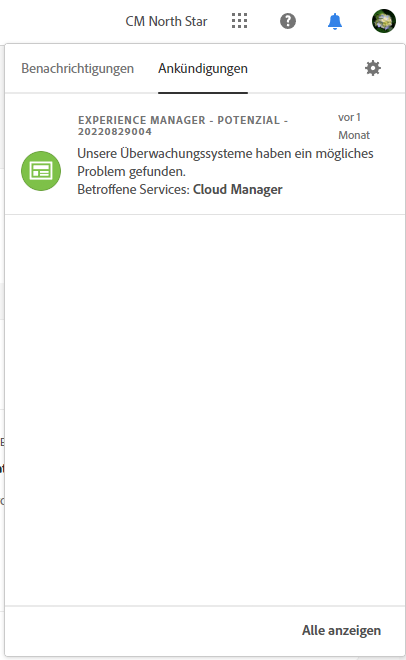 CM North Star
Benachrichtigungen Ankündigungen
EXPERIENCE MANAGER - POTENZIAL -
20220829004
vor 1
Monat
Unsere Überwachungssysteme haben ein mögliches
Problem gefunden.
Betroffene Services: Cloud Manager
Alle anzeigen